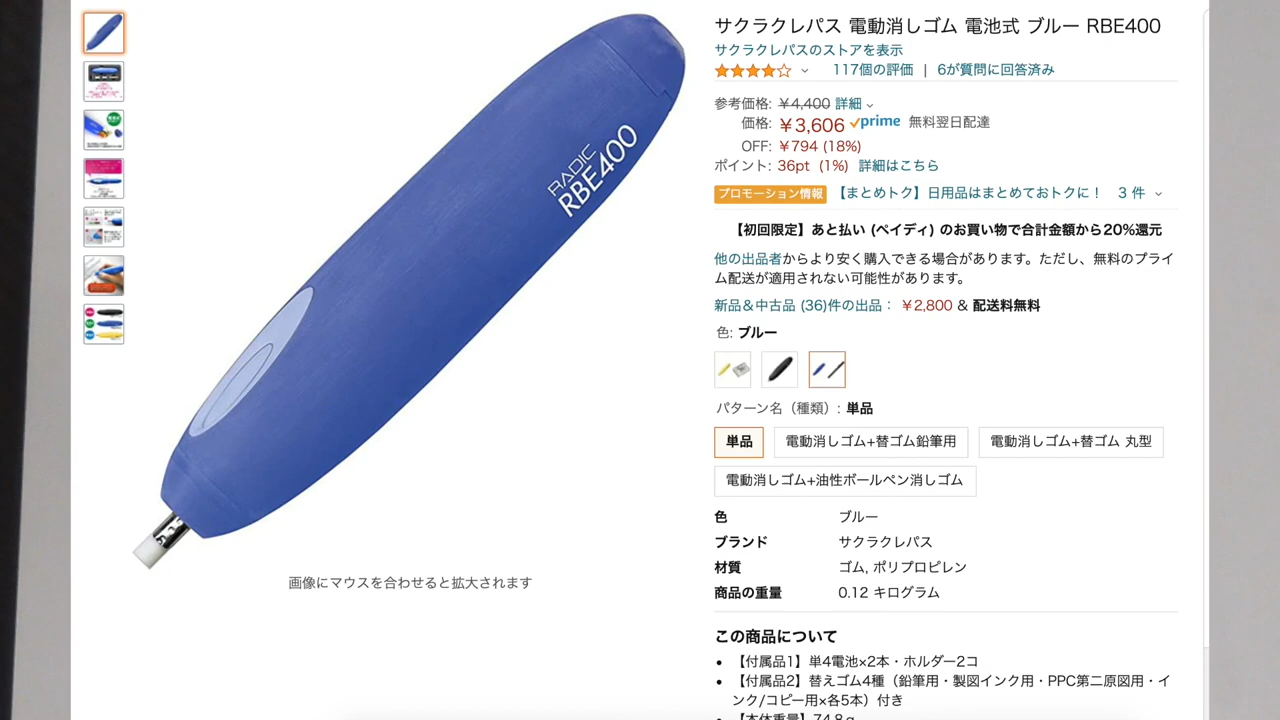 サクラクレパス 電動消しゴム 電池式 ブルー RBE400
サクラクレパスのストアを表示
117個の評価 | 6が質問に回答済み
参考価格: ￥4,400 詳細
価格: ￥3,606 prime 無料翌日配達
OFF: ￥794 (18%)
ポイント: 36pt (1%) 詳細はこちら
プロモーション情報 【まとめトク】日用品はまとめておトクに！ 3 件
【初回限定】あと払い (ペイディ) のお買い物で合計金額から20%還元
他の出品者からより安く購入できる場合があります。ただし、無料のプライ
ム配送が適用されない可能性があります。
新品＆中古品 (36)件の出品： ￥2,800 & 配送料無料
色: ブルー
パターン名（種類）: 単品
単品 電動消しゴム+替ゴム鉛筆用 電動消しゴム+替ゴム 丸型
電動消しゴム+油性ボールペン消しゴム
色 ブルー
ブランド サクラクレパス
材質 ゴム, ポリプロピレン
商品の重量 0.12 キログラム
この商品について
【付属品1】単4電池×2本・ホルダー2コ
【付属品2】替えゴム4種（鉛筆用・製図インク用・PPC第二原図用・イ
ンク/コピー用×各5本）付き
【本体重量】74.8g
RADIC
RBE400
画像にマウスを合わせると拡大されます